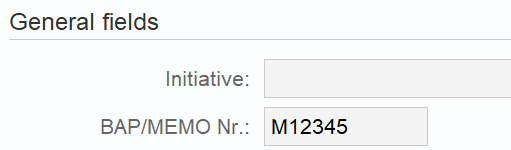 General fields
Initiative:
BAP/MEMO Nr.: M12345